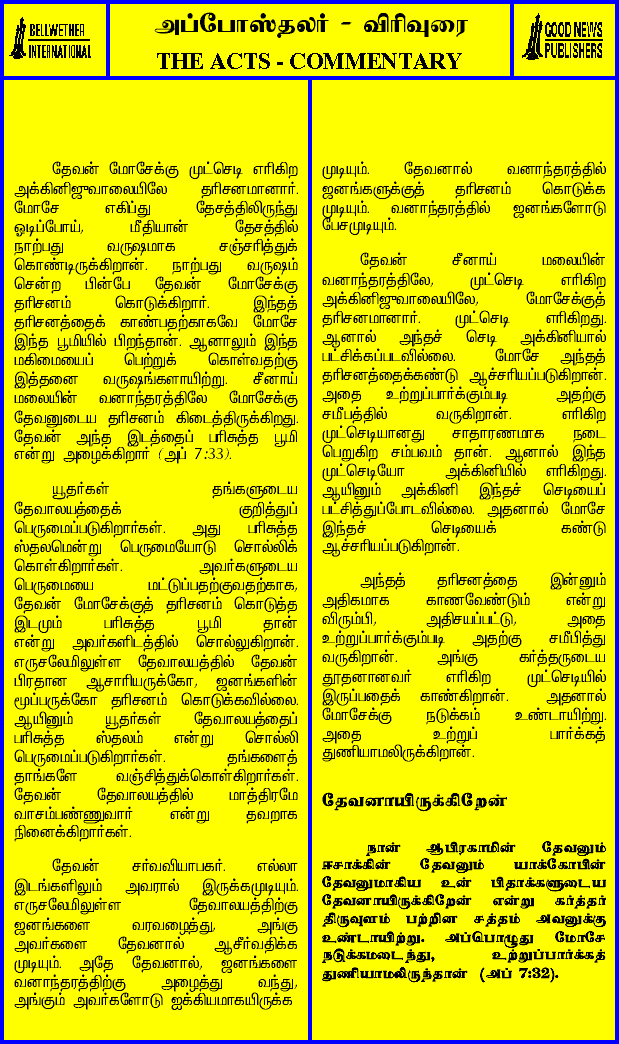 BELLWETHER
INTERNATIONAL
அப்போஸ்தலர் - விரிவுரை
THE ACTS - COMMENTARY
GOOD NEWS
PUBLISHERS
தேவன் மோசேக்கு முட்செடி எரிகிற
அக்கினிஜுவாலையிலே தரிசனமானார்.
மோசே எகிப்து தேசத்திலிருந்து
ஓடிப்போய், மீதியான் தேசத்தில்
நாற்பது வருஷமாக சஞ்சரித்துக்
கொண்டிருக்கிறான். நாற்பது வருஷம்
சென்ற பின்பே தேவன் மோசேக்கு
தரிசனம் கொடுக்கிறார். இந்தத்
தரிசனத்தைக் காண்பதற்காகவே மோசே
இந்த பூமியில் பிறந்தான். ஆனாலும் இந்த
மகிமையைப் பெற்றுக் கொள்வதற்கு
இத்தனை வருஷங்களாயிற்று. சீனாய்
மலையின் வனாந்தரத்திலே மோசேக்கு
தேவனுடைய தரிசனம் கிடைத்திருக்கிறது.
தேவன் அந்த இடத்தைப் பரிசுத்த பூமி
என்று அழைக்கிறார் (அப் 7:33).
யூதர்கள் தங்களுடைய
தேவாலயத்தைக் குறித்துப்
பெருமைப்படுகிறார்கள். அது பரிசுத்த
ஸ்தலமென்று பெருமையோடு சொல்லிக்
கொள்கிறார்கள். அவர்களுடைய
பெருமையை மட்டுப்பதற்குவதற்காக,
தேவன் மோசேக்குத் தரிசனம் கொடுத்த
இடமும் பரிசுத்த பூமி தான்
என்று அவர்களிடத்தில் சொல்லுகிறான்.
எருசலேமிலுள்ள தேவாலயத்தில் தேவன்
பிரதான ஆசாரியருக்கோ, ஜனங்களின்
மூப்பருக்கோ தரிசனம் கொடுக்கவில்லை.
ஆயினும் யூதர்கள் தேவாலயத்தைப்
பரிசுத்த ஸ்தலம் என்று சொல்லி
பெருமைப்படுகிறார்கள். தங்களைத்
தாங்களே வஞ்சித்துக்கொள்கிறார்கள்.
தேவன் தேவாலயத்தில் மாத்திரமே
வாசம்பண்ணுவார் என்று தவறாக
நினைக்கிறார்கள்.
தேவன் சர்வவியாபகர். எல்லா
இடங்களிலும் அவரால் இருக்கமுடியும்.
எருசலேமிலுள்ள தேவாலயத்திற்கு
ஜனங்களை வரவழைத்து, அங்கு
அவர்களை தேவனால் ஆசீர்வதிக்க
முடியும். அதே தேவனால், ஜனங்களை
வனாந்தரத்திற்கு அழைத்து வந்து,
அங்கும் அவர்களோடு ஐக்கியமாகயிருக்க
முடியும். தேவனால் வனாந்தரத்தில்
ஜனங்களுக்குத் தரிசனம் கொடுக்க
முடியும். வனாந்தரத்தில் ஜனங்களோடு
பேசமுடியும்.
தேவன் சீனாய் மலையின்
வனாந்தரத்திலே, முட்செடி எரிகிற
அக்கினிஜுவாலையிலே, மோசேக்குத்
தரிசனமானார். முட்செடி எரிகிறது.
ஆனால் அந்தச் செடி அக்கினியால்
பட்சிக்கப்படவில்லை. மோசே அந்தத்
தரிசனத்தைக்கண்டு ஆச்சரியப்படுகிறான்.
அதை உற்றுப்பார்க்கும்படி அதற்கு
சமீபத்தில் வருகிறான். எரிகிற
முட்செடியானது சாதாரணமாக நடை
பெறுகிற சம்பவம் தான். ஆனால் இந்த
முட்செடியோ அக்கினியில் எரிகிறது.
ஆயினும் அக்கினி இந்தச் செடியைப்
பட்சித்துப்போடவில்லை. அதனால் மோசே
இந்தச் செடியைக் கண்டு
ஆச்சரியப்படுகிறான்.
அந்தத் தரிசனத்தை இன்னும்
அதிகமாக காணவேண்டும் என்று
விரும்பி, அதிசயப்பட்டு, அதை
உற்றுப்பார்க்கும்படி அதற்கு சமீபித்து
வருகிறான். அங்கு கர்த்தருடைய
தூதனானவர் எரிகிற முட்செடியில்
இருப்பதைக் காண்கிறான். அதனால்
மோசேக்கு நடுக்கம் உண்டாயிற்று.
அதை உற்றுப் பார்க்கத்
துணியாமலிருக்கிறான்.
தேவனாயிருக்கிறேன்
நான் ஆபிரகாமின் தேவனும்
ஈசாக்கின் தேவனும் யாக்கோபின்
தேவனுமாகிய உன் பிதாக்களுடைய
தேவனாயிருக்கிறேன் என்று கர்த்தர்
திருவுளம் பற்றின சத்தம் அவனுக்கு
உண்டாயிற்று. அப்பொழுது மோசே
நடுக்கமடைந்து, உற்றுப்பார்க்கத்
துணியாமலிருந்தான் (அப் 7:32).